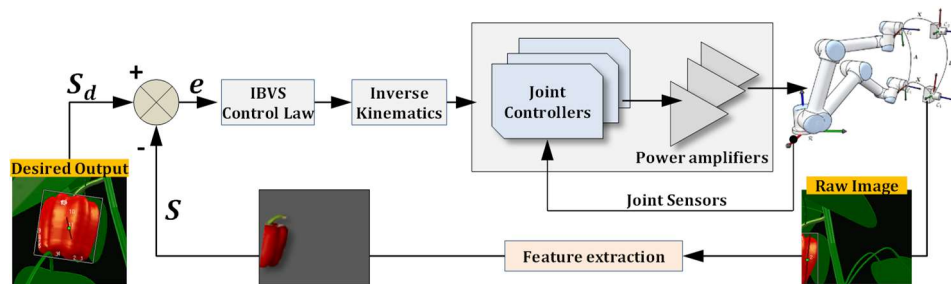 S_d
+
-
e
IBVS
Control Law
Inverse
Kinematics
Joint
Controllers
Power amplifiers
Joint Sensors
Desired Output
S
Feature extraction
Raw Image